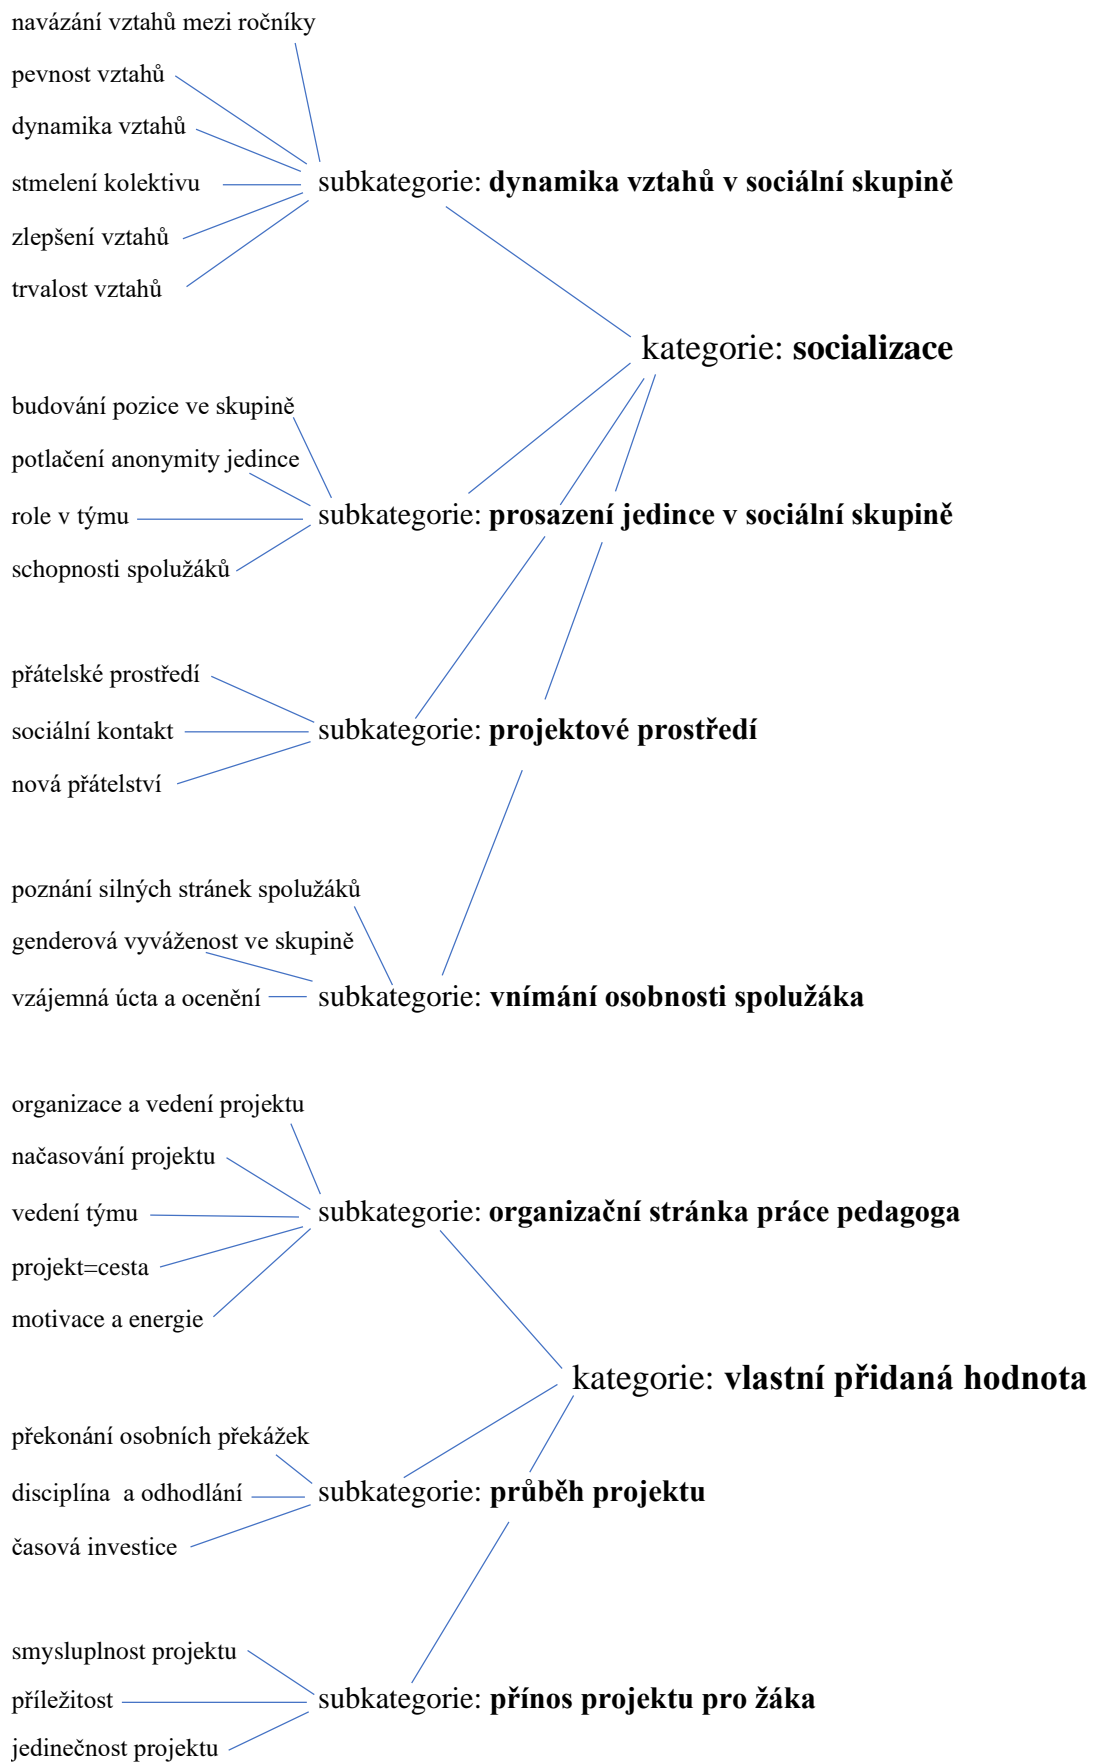 navázání vztahů mezi ročníky
pevnost vztahů
dynamika vztahů
stmelení kolektivu
subkategorie: dynamika vztahů v sociální skupině
zlepšení vztahů
trvalost vztahů
kategorie: socializace
budování pozice ve skupině
potlačení anonymity jedince
role v týmu
subkategorie: prosazení jedince v sociální skupině
schopnosti spolužáků
přátelské prostředí
sociální kontakt
subkategorie: projektové prostředí
nová přátelství
poznání silných stránek spolužáků
genderová vyváženost ve skupině
vzájemná úcta a ocenění
subkategorie: vnímání osobnosti spolužáka
organizace a vedení projektu
načasování projektu
vedení týmu
subkategorie: organizační stránka práce pedagoga
projekt=cesta
motivace a energie
kategorie: vlastní přidaná hodnota
překonání osobních překážek
disciplína  a odhodlání
subkategorie: průběh projektu
časová investice
smysluplnost projektu
příležitost
subkategorie: přínos projektu pro žáka
jedinečnost projektu